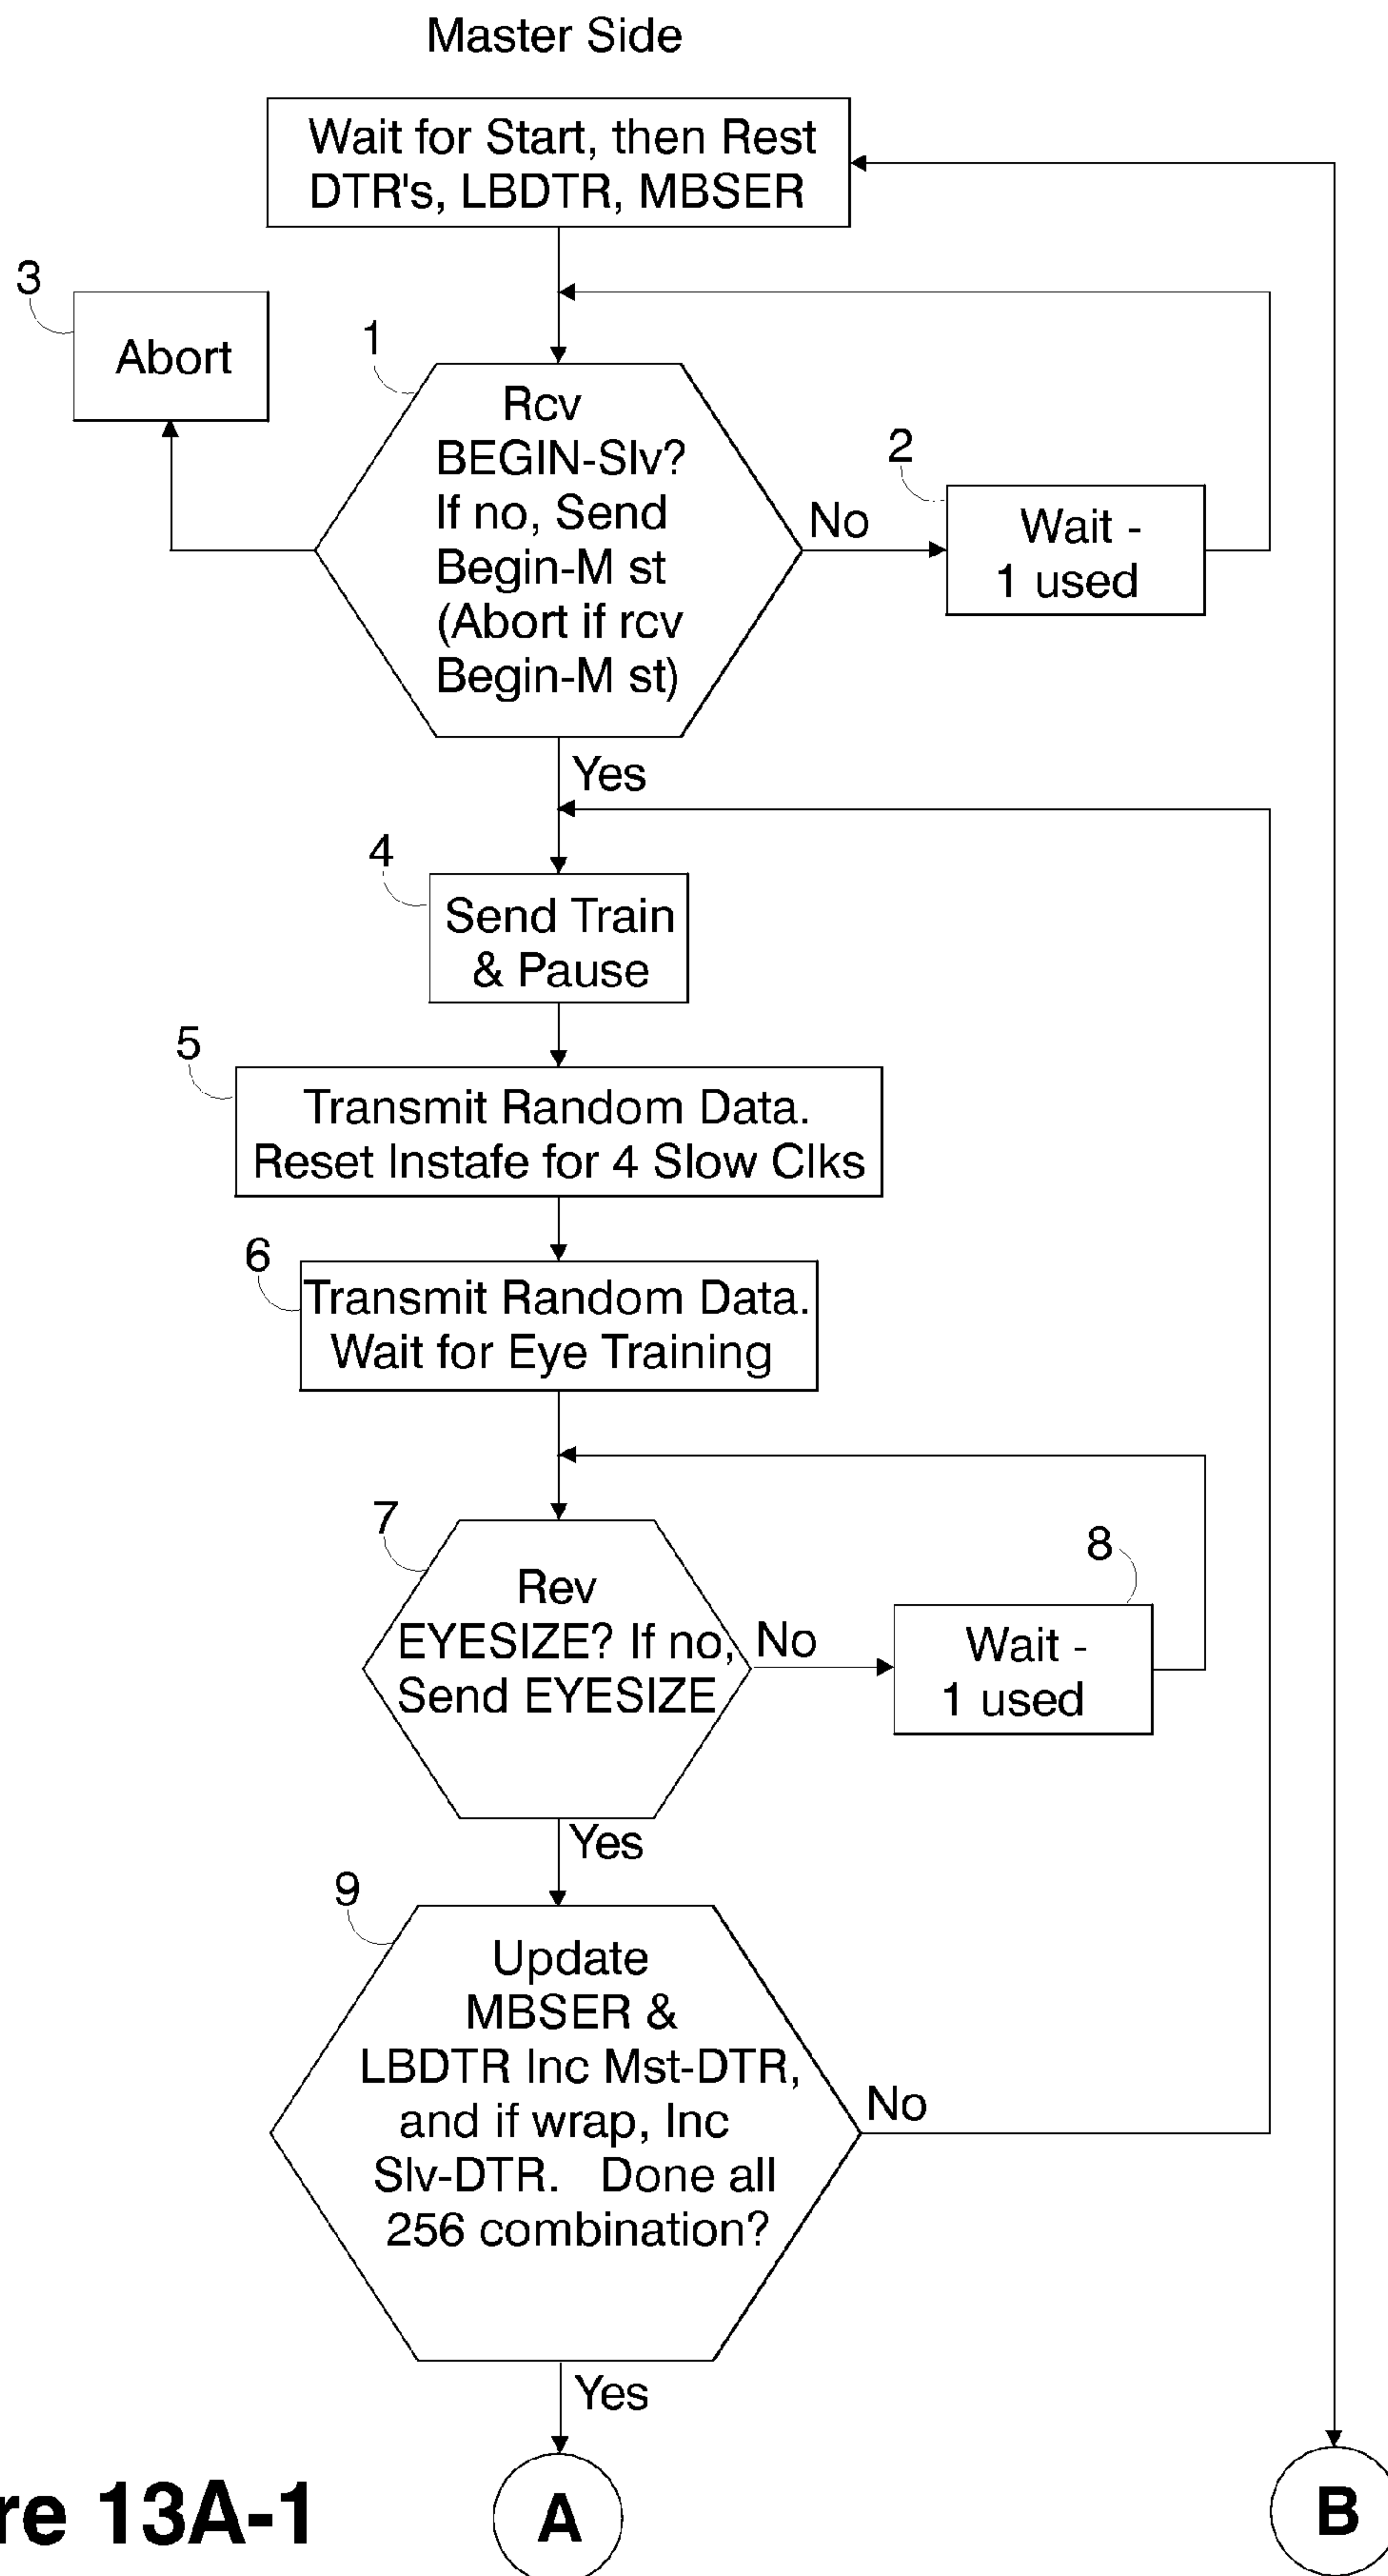 Master Side
Wait for Start, then Rest
DTR's, LBDTR, MBSER
3
Abort
1
Rcv
BEGIN-Slv?
If no, Send
Begin-M st
(Abort if rcv
Begin-M st)
No
2
Wait -
1 used
Yes
4
Send Train
& Pause
5
Transmit Random Data.
Reset Instafe for 4 Slow Clks
6
Transmit Random Data.
Wait for Eye Training
7
Rev
EYESIZE? If no,
Send EYESIZE
No
8
Wait -
1 used
Yes
9
Update
MBSER &
LBDTR Inc Mst-DTR,
and if wrap, Inc
Slv-DTR. Done all
256 combination?
No
Yes
A
B
re 13A-1